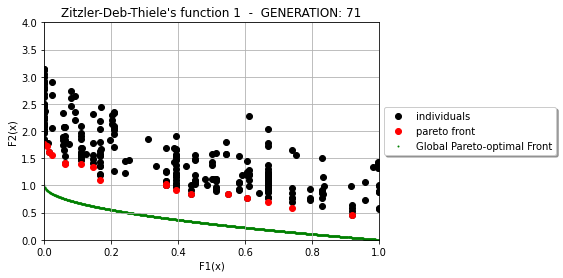 Zitzler-Deb-Thiele's function 1  -  GENERATION: 71
4.0
3.5
3.0
2.5
2.0
1.5
1.0
0.5
0.0
F2(x)
0.0 0.2 0.4 0.6 0.8 1.0
F1(x)
individuals
pareto front
Global Pareto-optimal Front